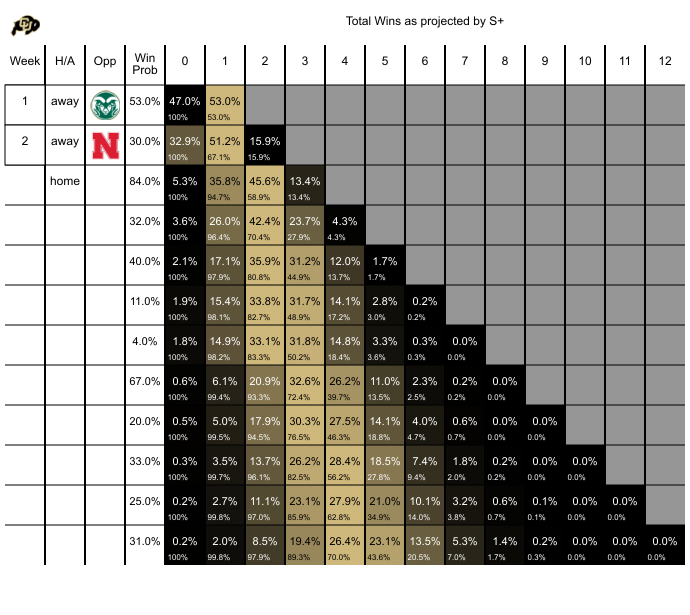 Total Wins as projected by S+
Week H/A Opp Win Prob 0 1 2 3 4 5 6 7 8 9 10 11 12
1 away 53.0% 47.0% 53.0%
100% 53.0%
2 away N 30.0% 32.9% 51.2% 15.9%
100% 67.1% 15.9%
home 84.0% 5.3% 35.8% 45.6% 13.4%
100% 94.7% 58.9% 13.4%
32.0% 3.6% 26.0% 42.4% 23.7% 4.3%
100% 96.4% 70.4% 27.9% 4.3%
40.0% 2.1% 17.1% 35.9% 31.2% 12.0% 1.7%
100% 97.9% 80.8% 44.9% 13.7% 1.7%
11.0% 1.9% 15.4% 33.8% 31.7% 14.1% 2.8% 0.2%
100% 98.1% 82.7% 48.9% 17.2% 3.0% 0.2%
4.0% 1.8% 14.9% 33.1% 31.8% 14.8% 3.3% 0.3% 0.0%
100% 98.2% 83.3% 50.2% 18.4% 3.6% 0.3% 0.0%
67.0% 0.6% 6.1% 20.9% 32.6% 26.2% 11.0% 2.3% 0.2% 0.0%
100% 99.4% 93.3% 72.4% 39.7% 13.5% 2.5% 0.2% 0.0%
20.0% 0.5% 5.0% 17.9% 30.3% 27.5% 14.1% 4.0% 0.6% 0.0% 0.0%
100% 99.5% 94.5% 76.5% 46.3% 18.8% 4.7% 0.7% 0.0% 0.0%
33.0% 0.3% 3.5% 13.7% 26.2% 28.4% 18.5% 7.4% 1.8% 0.2% 0.0% 0.0%
100% 99.7% 96.1% 82.5% 56.2% 27.8% 9.4% 2.0% 0.2% 0.0% 0.0%
25.0% 0.2% 2.7% 11.1% 23.1% 27.9% 21.0% 10.1% 3.2% 0.6% 0.1% 0.0% 0.0%
100% 99.8% 97.0% 85.9% 62.8% 34.9% 14.0% 3.8% 0.7% 0.1% 0.0% 0.0%
31.0% 0.2% 2.0% 8.5% 19.4% 26.4% 23.1% 13.5% 5.3% 1.4% 0.2% 0.0% 0.0% 0.0%
100% 99.8% 97.9% 89.3% 70.0% 43.6% 20.5% 7.0% 1.7% 0.3% 0.0% 0.0% 0.0%